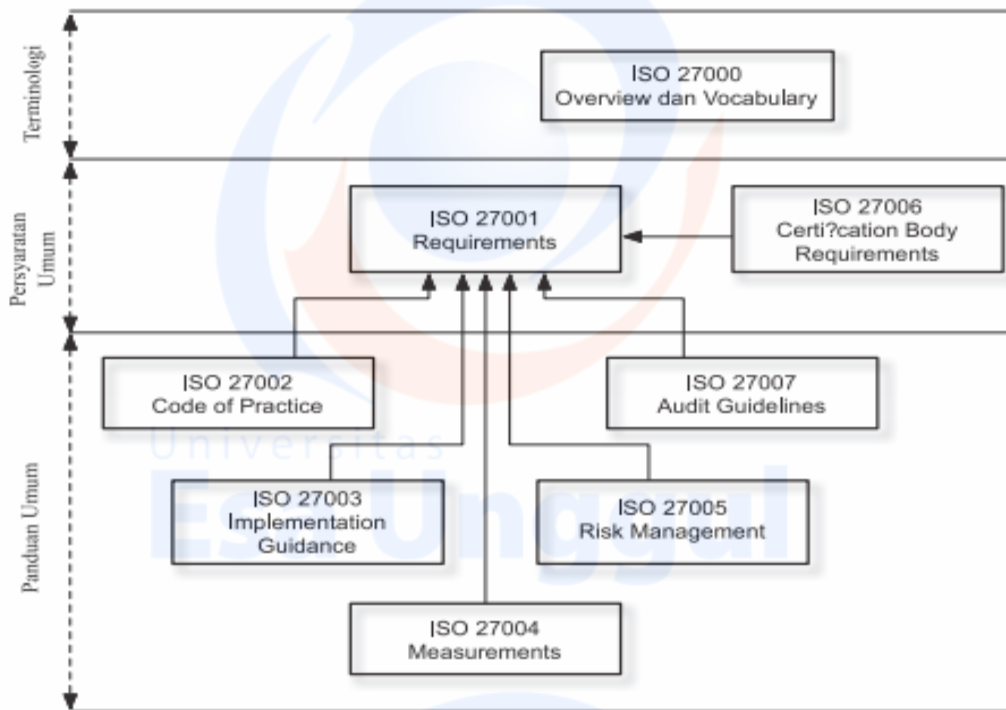 Terminologi
ISO 27000
Overview dan Vocabulary
Persyaratan
Umum
ISO 27001
Requirements
ISO 27006
Certi?cation Body
Requirements
Panduan Umum
ISO 27002
Code of Practice
ISO 27007
Audit Guidelines
Universitas
Esa Unggul
ISO 27003
Implementation
Guidance
ISO 27005
Risk Management
ISO 27004
Measurements